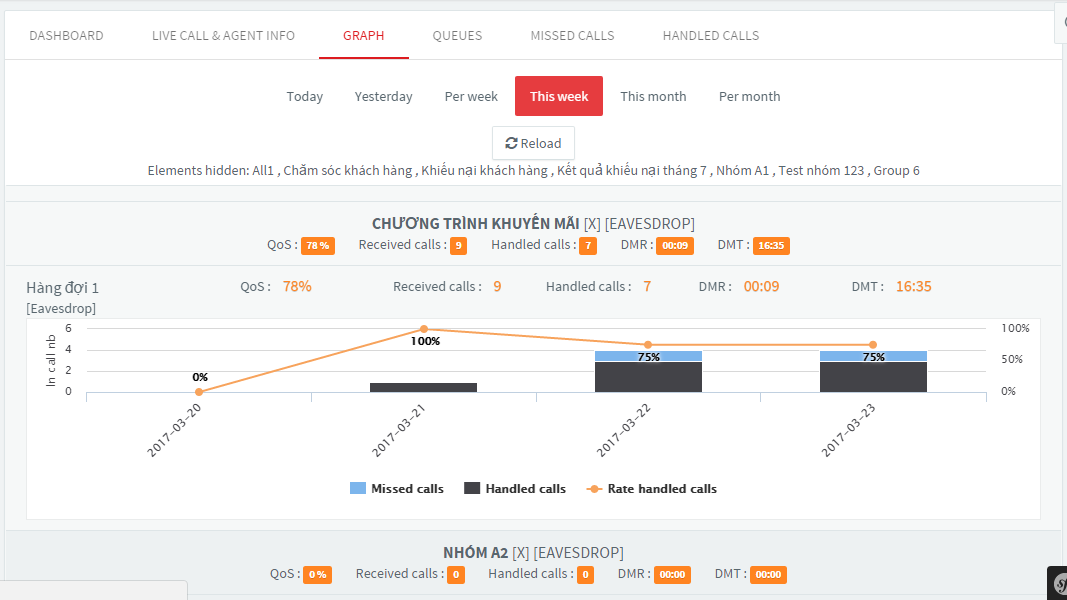 DASHBOARD LIVE CALL & AGENT INFO GRAPH QUEUES MISSED CALLS HANDLED CALLS
Today Yesterday Per week This week This month Per month
Reload
Elements hidden: All1 , Chăm sóc khách hàng , Khiếu nại khách hàng , Kết quả khiếu nại tháng 7 , Nhóm A1 , Test nhóm 123 , Group 6
CHƯƠNG TRÌNH KHUYẾN MÃI [X] [EAVESDROP]
QoS : 78 % Received calls : 9 Handled calls : 7 DMR : 00:09 DMT : 16:35
Hàng đợi 1 QoS : 78% Received calls : 9 Handled calls : 7 DMR : 00:09 DMT : 16:35
[Eavesdrop]
In call nb
6
4
2
0
0%
100%
75%
75%
100%
50%
0%
2017-03-20
2017-03-21
2017-03-22
2017-03-23
Missed calls Handled calls Rate handled calls
NHÓM A2 [X] [EAVESDROP]
QoS : 0 % Received calls : 0 Handled calls : 0 DMR : 00:00 DMT : 00:00